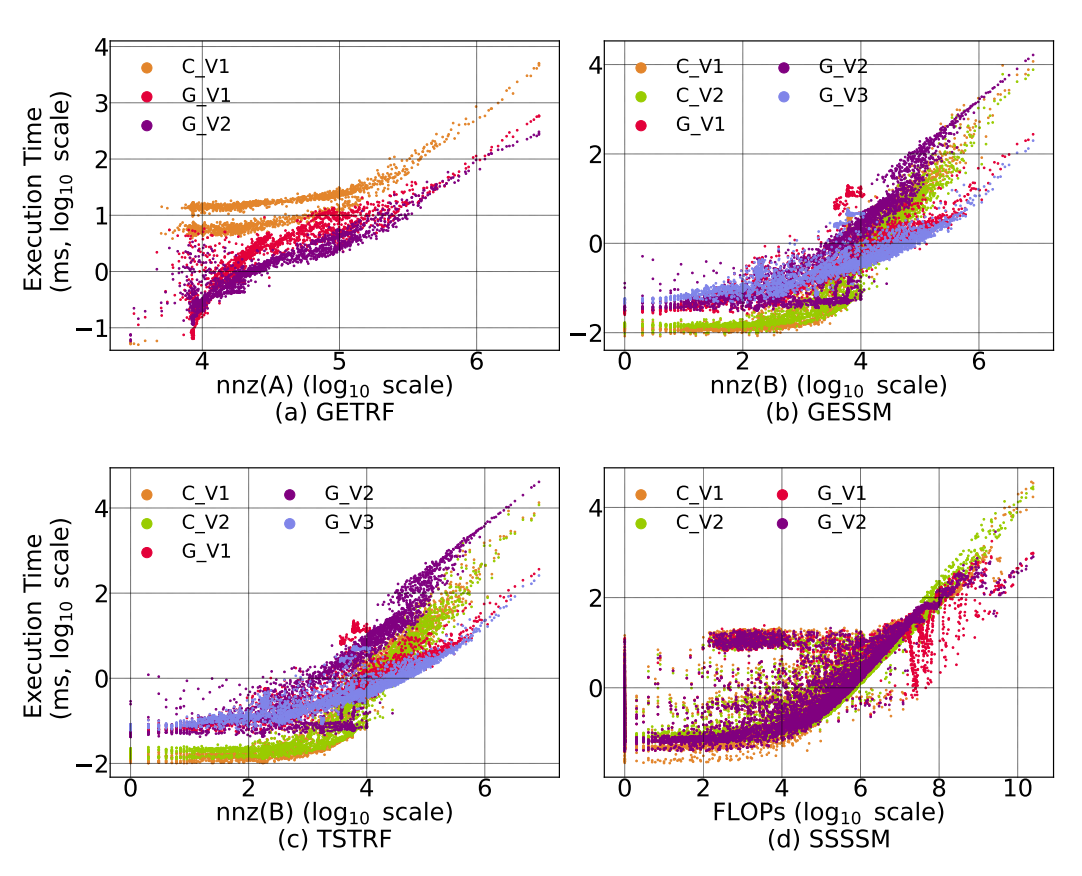 Execution Time
(ms, log₁₀ scale)
4
3
2
1
0
−1
C_V1
G_V1
G_V2
4 5 6
nnz(A) (log₁₀ scale)
(a) GETRF
4
2
0
−2
C_V1 G_V2
C_V2 G_V3
G_V1
0 2 4 6
nnz(B) (log₁₀ scale)
(b) GESSM
Execution Time
(ms, log₁₀ scale)
4
2
0
−2
C_V1 G_V2
C_V2 G_V3
G_V1
0 2 4 6
nnz(B) (log₁₀ scale)
(c) TSTRF
4
2
0
C_V1 G_V1
C_V2 G_V2
0 2 4 6 8 10
FLOPs (log₁₀ scale)
(d) SSSSM